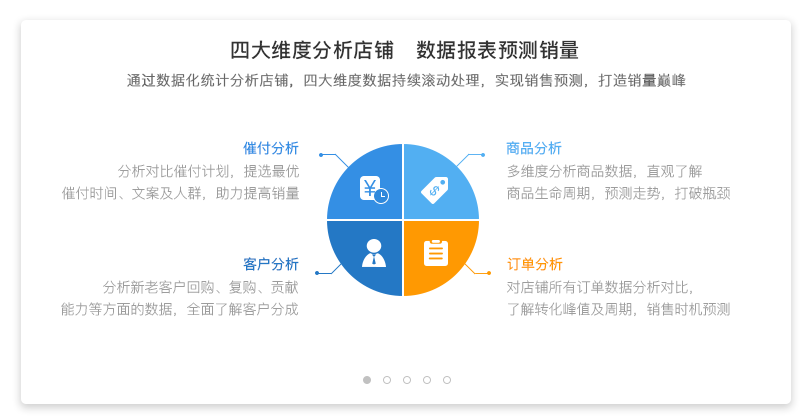 四大维度分析店铺 数据报表预测销量
通过数据化统计分析店铺，四大维度数据持续滚动处理，实现销售预测，打造销量巅峰
催付分析
分析对比催付计划，提选最优
催付时间、文案及人群，助力提高销量
商品分析
多维度分析商品数据，直观了解
商品生命周期，预测走势，打破瓶颈
客户分析
分析新老客户回购、复购、贡献
能力等方面的数据，全面了解客户分成
订单分析
对店铺所有订单数据分析对比，
了解转化峰值及周期，销售时机预测